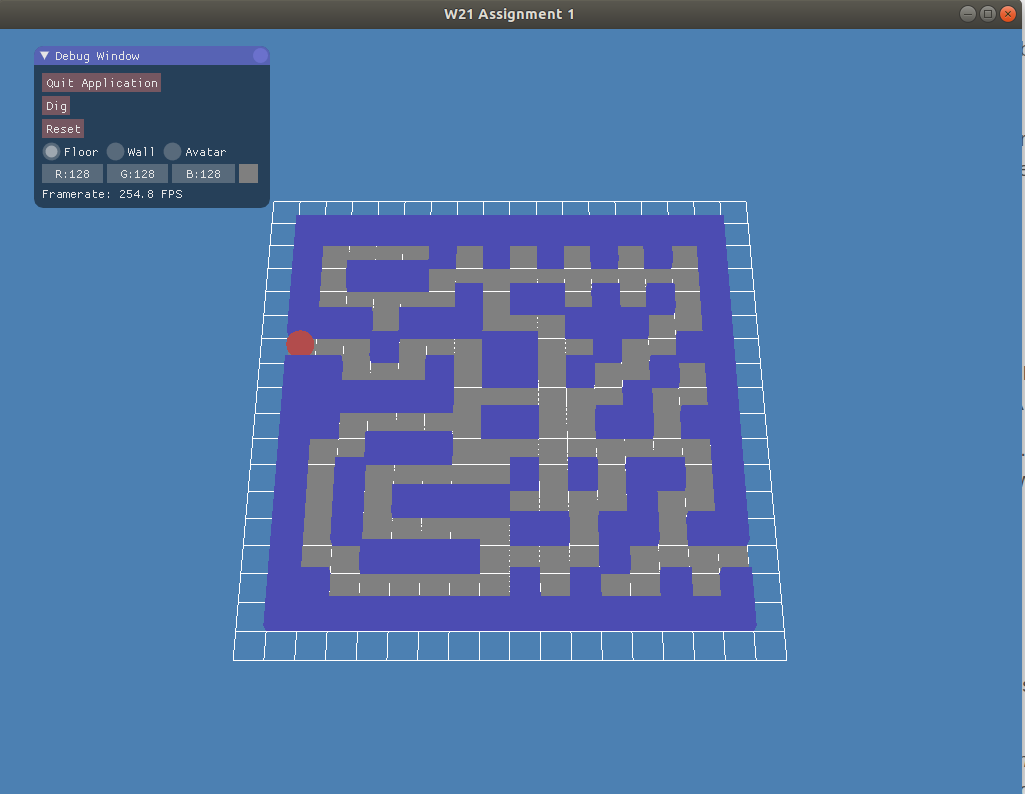 W21 Assignment 1
Debug Window
Quit Application
Dig
Reset
Floor Wall Avatar
R:128 G:128 B:128
Framerate: 254.8 FPS